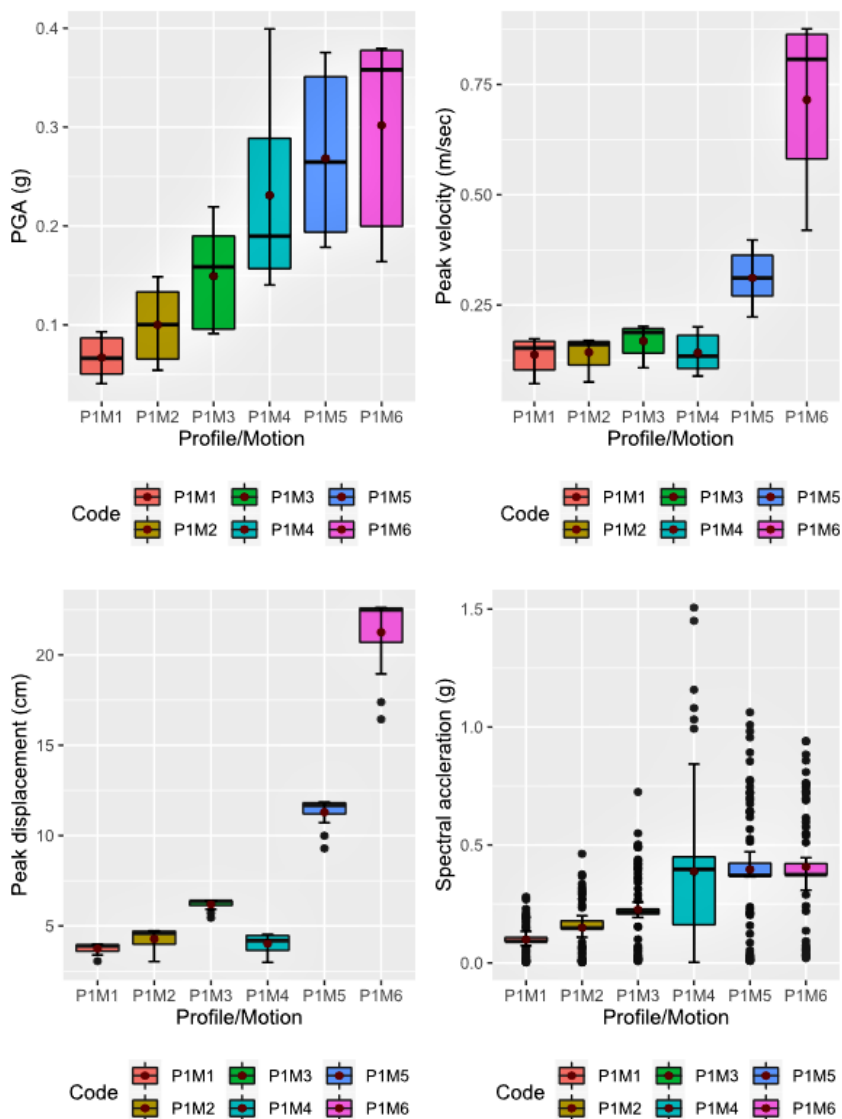 0.4
0.3
0.2
0.1
PGA (g)
P1M1 P1M2 P1M3 P1M4 P1M5 P1M6
Profile/Motion
Code P1M1 P1M3 P1M5
P1M2 P1M4 P1M6
0.75
0.50
0.25
Peak velocity (m/sec)
P1M1 P1M2 P1M3 P1M4 P1M5 P1M6
Profile/Motion
Code P1M1 P1M3 P1M5
P1M2 P1M4 P1M6
20
15
10
5
Peak displacement (cm)
P1M1 P1M2 P1M3 P1M4 P1M5 P1M6
Profile/Motion
Code P1M1 P1M3 P1M5
P1M2 P1M4 P1M6
1.5
1.0
0.5
0.0
Spectral accleration (g)
P1M1 P1M2 P1M3 P1M4 P1M5 P1M6
Profile/Motion
Code P1M1 P1M3 P1M5
P1M2 P1M4 P1M6